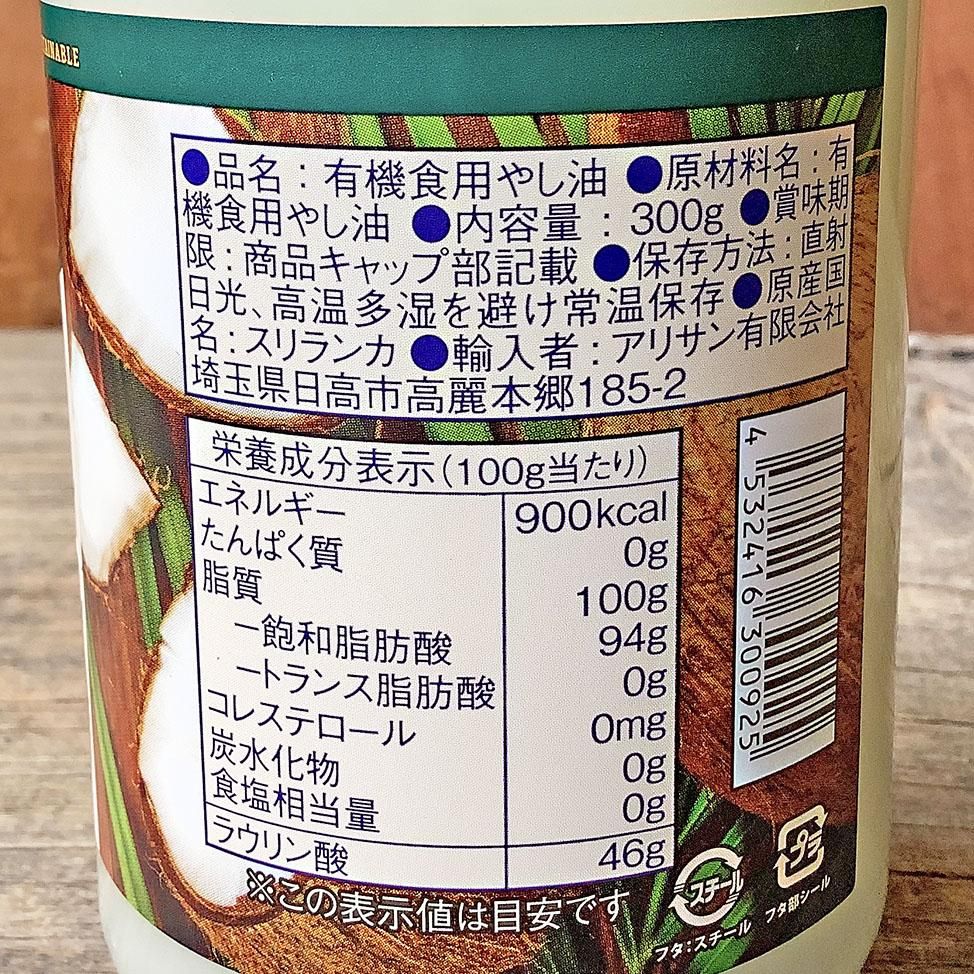 ●品名：有機食用やし油 ●原材料名：有
機食用やし油 ●内容量：300g ●賞味期
限：商品キャップ部記載 ●保存方法：直射
日光、高温多湿を避け常温保存 ●原産国
名：スリランカ ●輸入者：アリサン有限会社
埼玉県日高市高麗本郷185-2
栄養成分表示（100g当たり）
エネルギー 900kcal
たんぱく質 0g
脂質 100g
－飽和脂肪酸 94g
－トランス脂肪酸 0g
コレステロール 0mg
炭水化物 0g
食塩相当量 0g
ラウリン酸 46g
※この表示値は目安です
4 532416 300925
スチール
フタ：スチール
プラ
フタ部シール